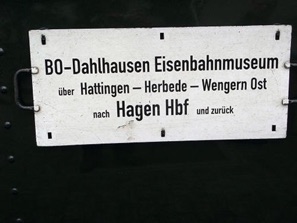 BO-Dahlhausen Eisenbahnmuseum
über Hattingen – Herbede – Wengern Ost
nach Hagen Hbf und zurück